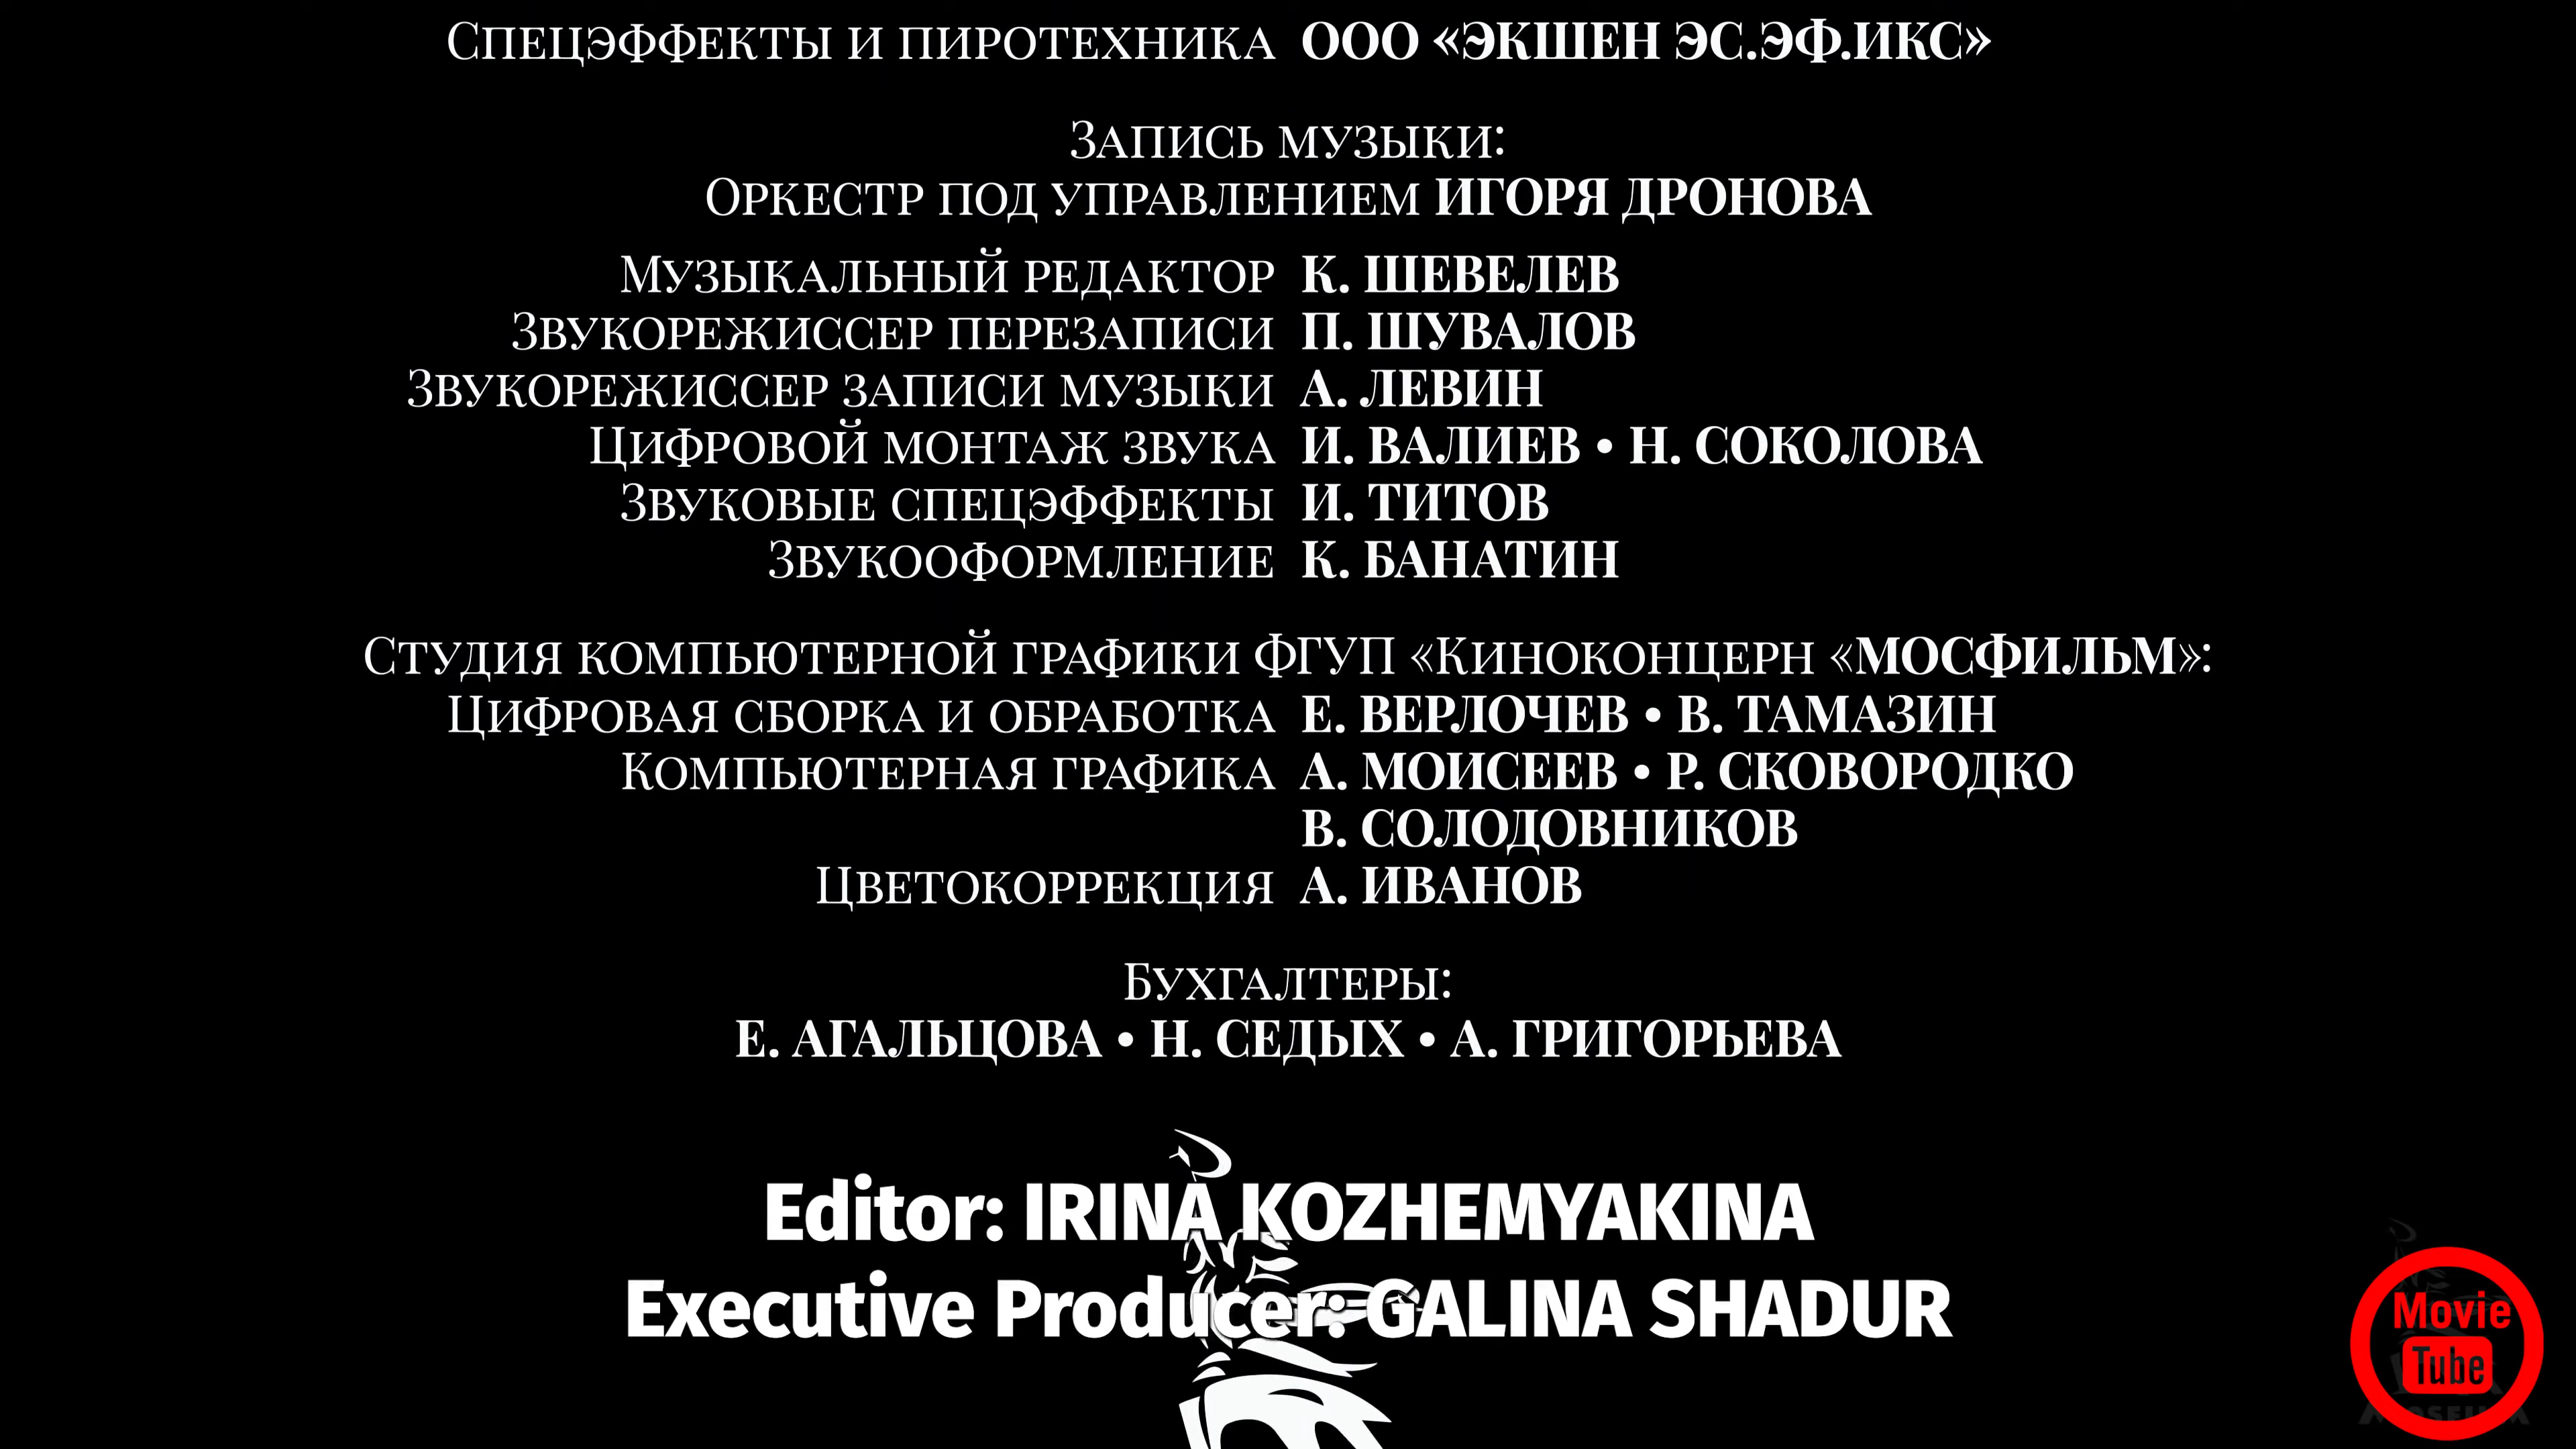 Спецэффекты и пиротехника ООО «ЭКШЕН ЭС.ЭФ.ИКС»
Запись музыки:
Оркестр под управлением ИГОРЯ ДРОНОВА
Музыкальный редактор К. ШЕВЕЛЕВ
Звукорежиссер перезаписи П. ШУВАЛОВ
Звукорежиссер записи музыки А. ЛЕВИН
Цифровой монтаж звука И. ВАЛИЕВ • Н. СОКОЛОВА
Звуковые спецэффекты И. ТИТОВ
Звукооформление К. БАНАТИН
Студия компьютерной графики ФГУП «Киноконцерн «МОСФИЛЬМ»:
Цифровая сборка и обработка Е. ВЕРЛОЧЕВ • В. ТАМАЗИН
Компьютерная графика А. МОИСЕЕВ • Р. СКОВОРОДКО
В. СОЛОДОВНИКОВ
Цветокоррекция А. ИВАНОВ
Бухгалтеры:
Е. АГАЛЬЦОВА • Н. СЕДЫХ • А. ГРИГОРЬЕВА
Editor: IRINA KOZHEMYAKINA
Executive Producer: GALINA SHADUR
Movie
Tube